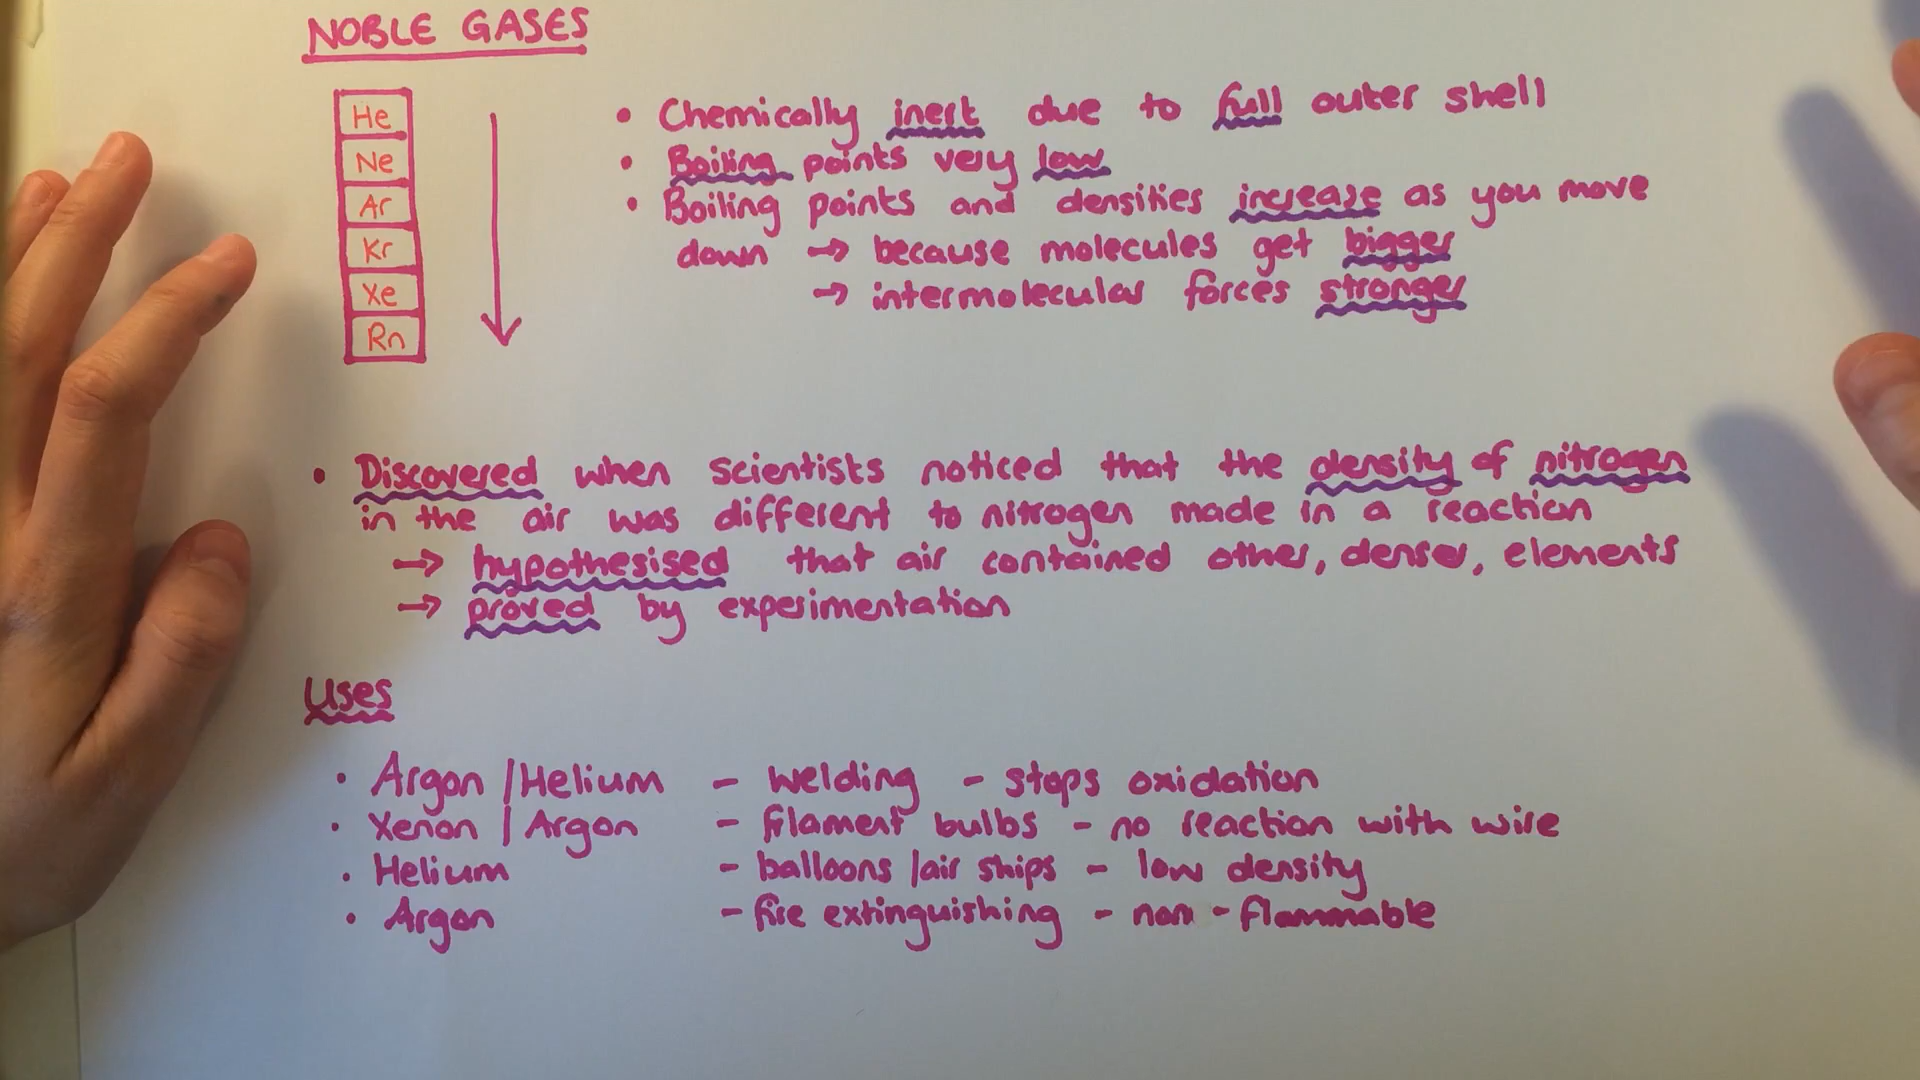 NOBLE GASES
He
Ne
Ar
Kr
Xe
Rn
• Chemically inert due to full outer shell
• Boiling points very low
• Boiling points and densities increase as you move
down → because molecules get bigger
→ intermolecular forces stronger
• Discovered when scientists noticed that the density of nitrogen
in the air was different to nitrogen made in a reaction
→ hypothesised that air contained other, denser, elements
→ proved by experimentation
Uses
• Argon / Helium – welding – stops oxidation
• Xenon / Argon – filament bulbs – no reaction with wire
• Helium – balloons / air ships – low density
• Argon – fire extinguishing – non-flammable